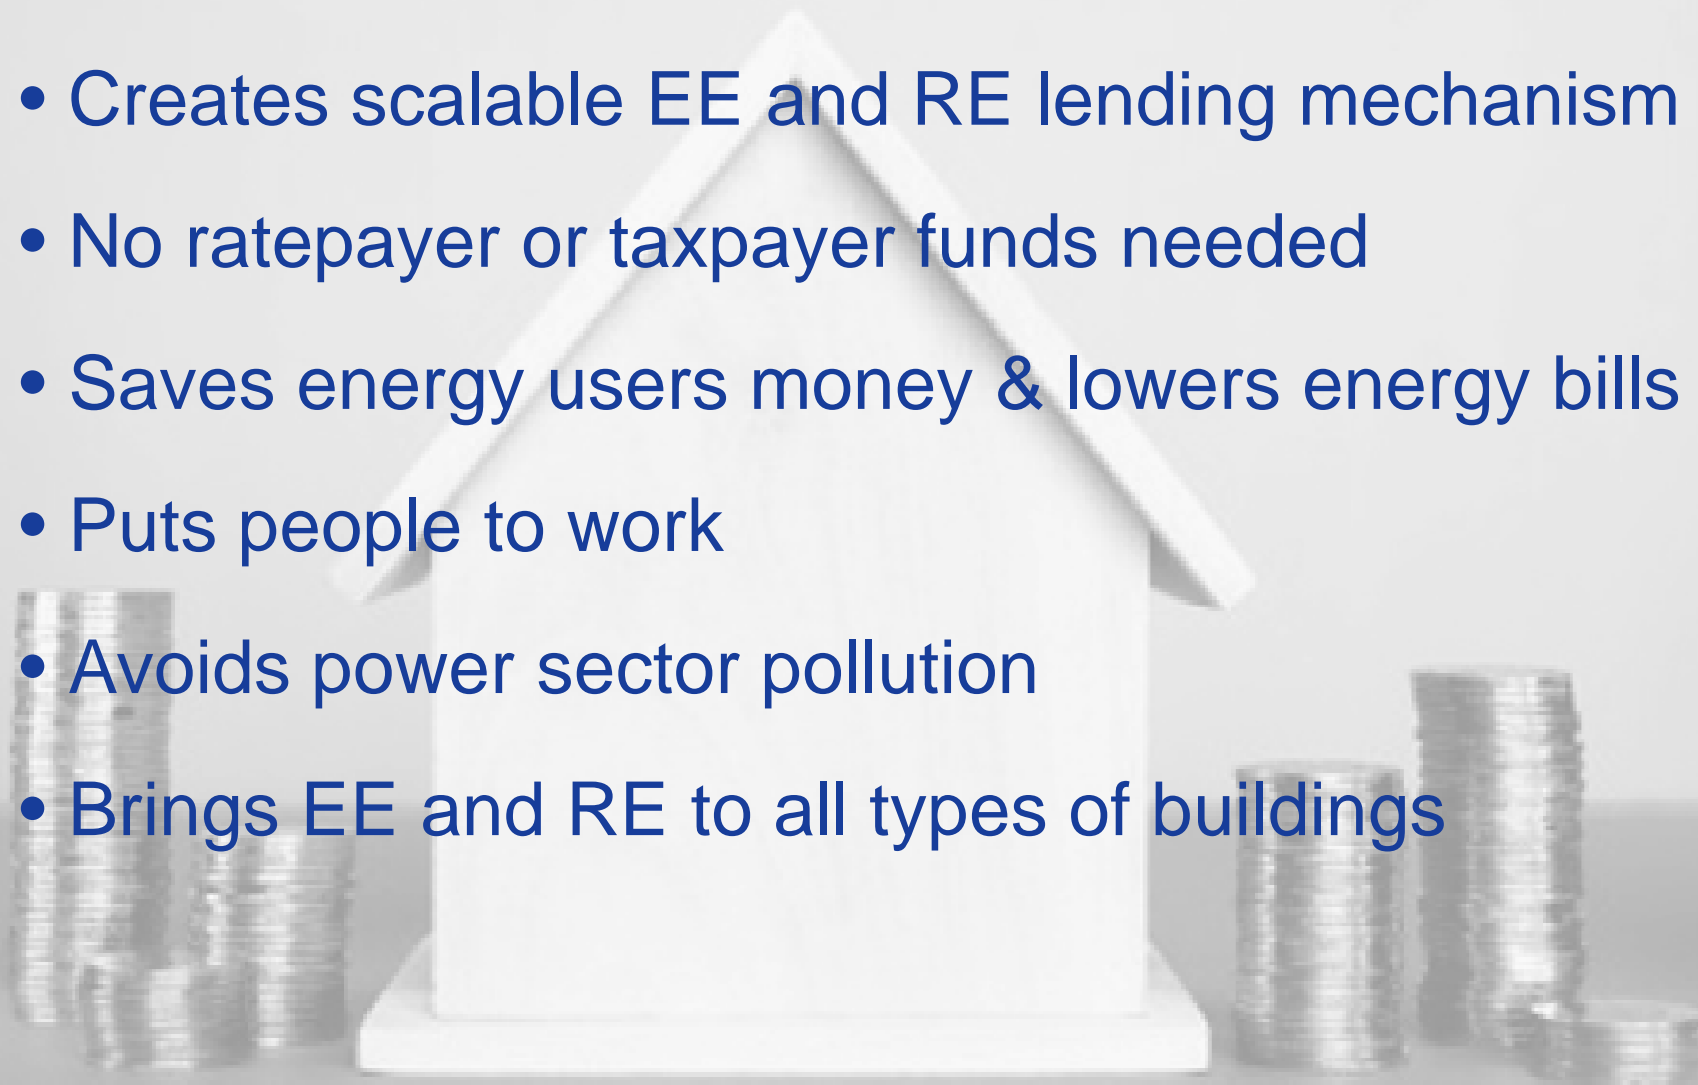 • Creates scalable EE and RE lending mechanism
• No ratepayer or taxpayer funds needed
• Saves energy users money & lowers energy bills
• Puts people to work
• Avoids power sector pollution
• Brings EE and RE to all types of buildings